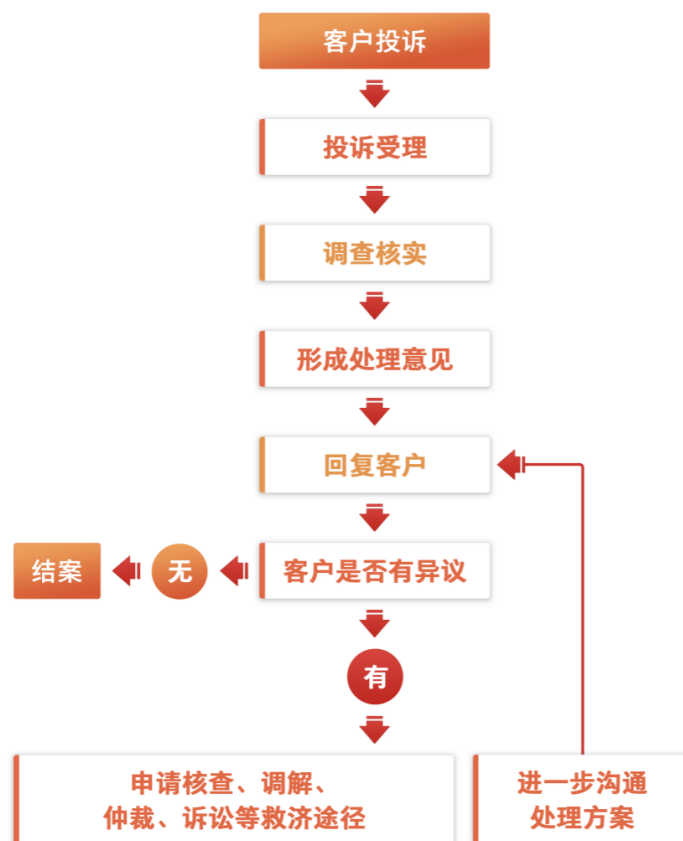 客户投诉
投诉受理
调查核实
形成处理意见
回复客户
客户是否有异议
无
结案
有
申请核查、调解、
仲裁、诉讼等救济途径
进一步沟通
处理方案